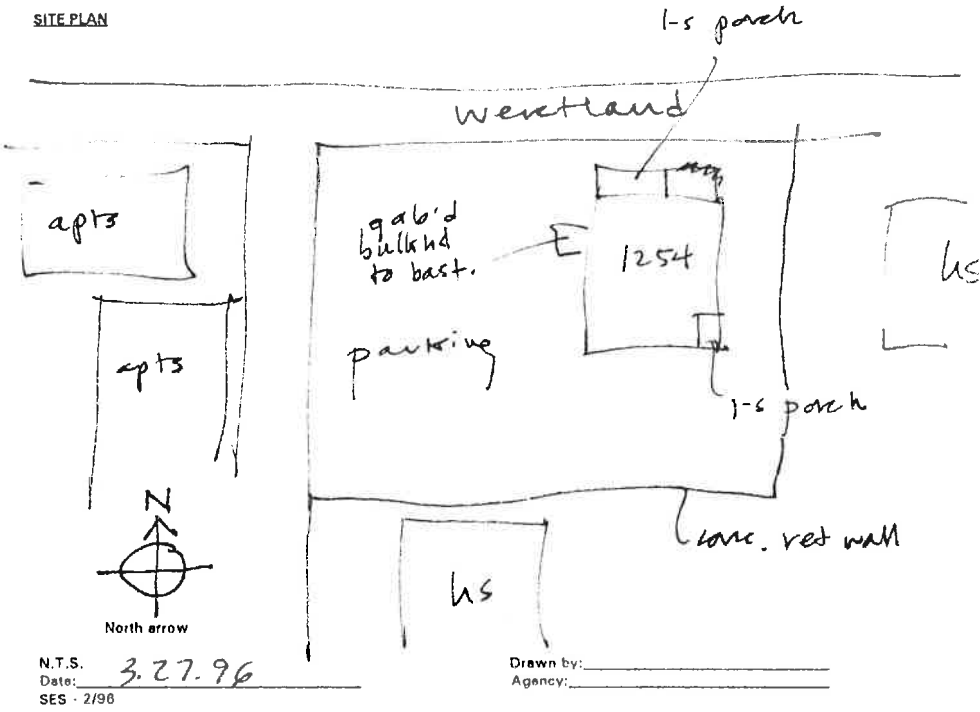 SITE PLAN
1-s porch
Wertland
apts
gab'd
bulkhd
to bast.
1254
hs
apts
parking
1-s porch
N
conc. ret wall
hs
North arrow
N.T.S.
Date: 3.27.96
Drawn by:
Agency:
SES - 2/96